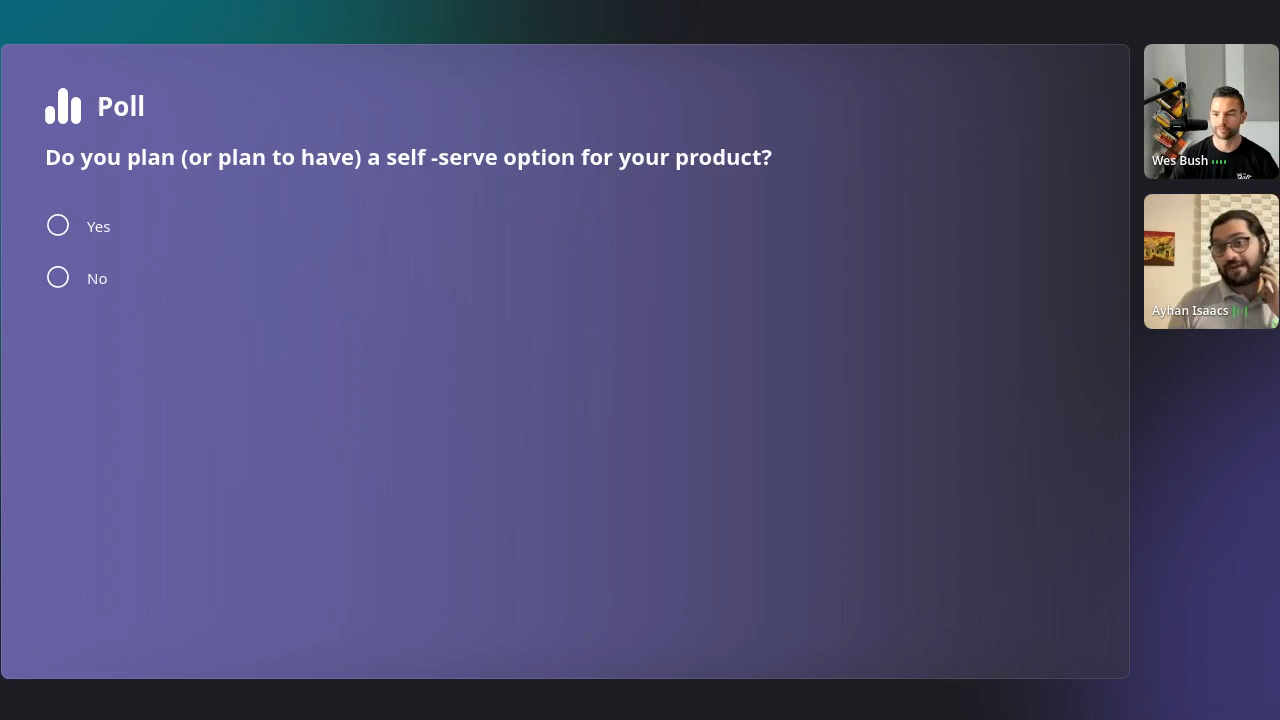 Poll
Do you plan (or plan to have) a self -serve option for your product?
Yes
No
Wes Bush
Ayhan Isaacs